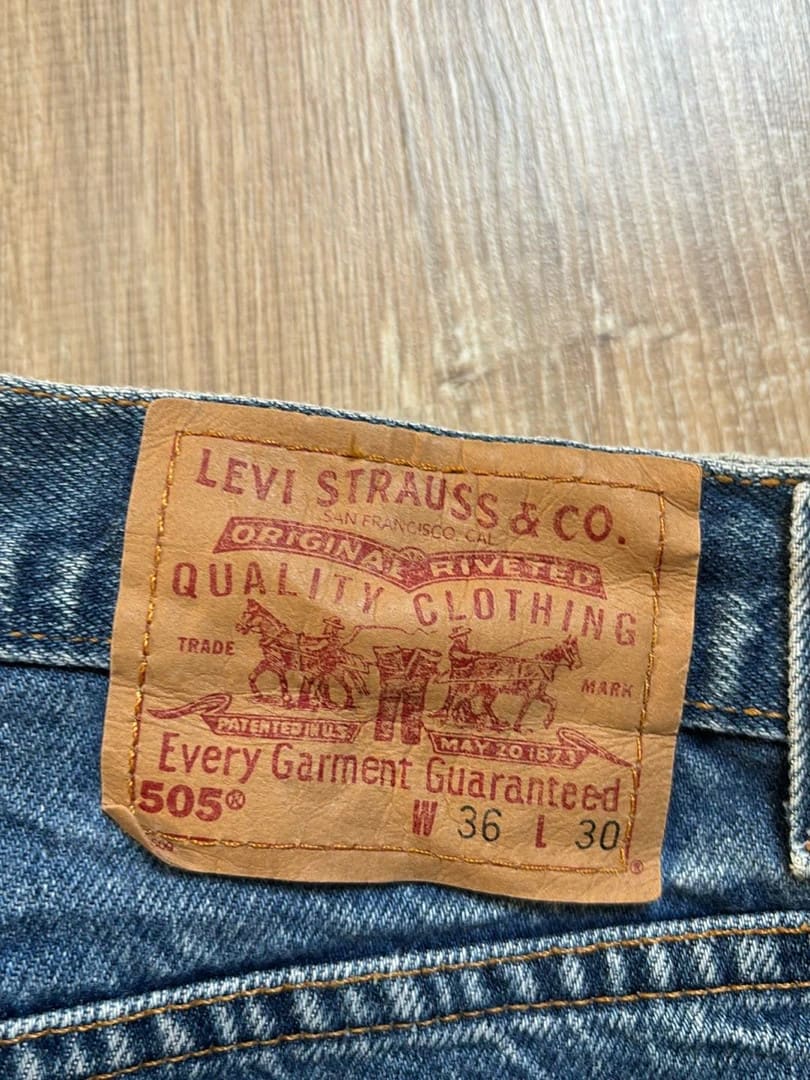 LEVI STRAUSS & CO.
SAN FRANCISCO, CAL
ORIGINAL RIVETED
QUALITY CLOTHING
TRADE MARK
PATENTED IN U.S. MAY 20 1873
Every Garment Guaranteed
505®
W 36 L 30
®